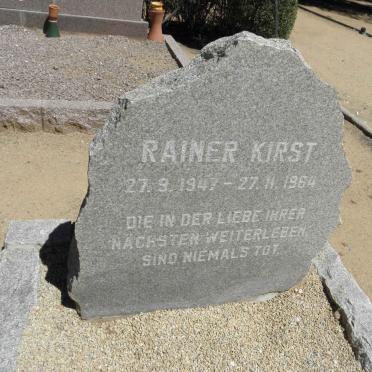 RAINER KIRST
27. 9. 1947 - 27. 11. 1964
DIE IN DER LIEBE IHRER
NÄCHSTEN WEITERLEBEN,
SIND NIEMALS TOT.